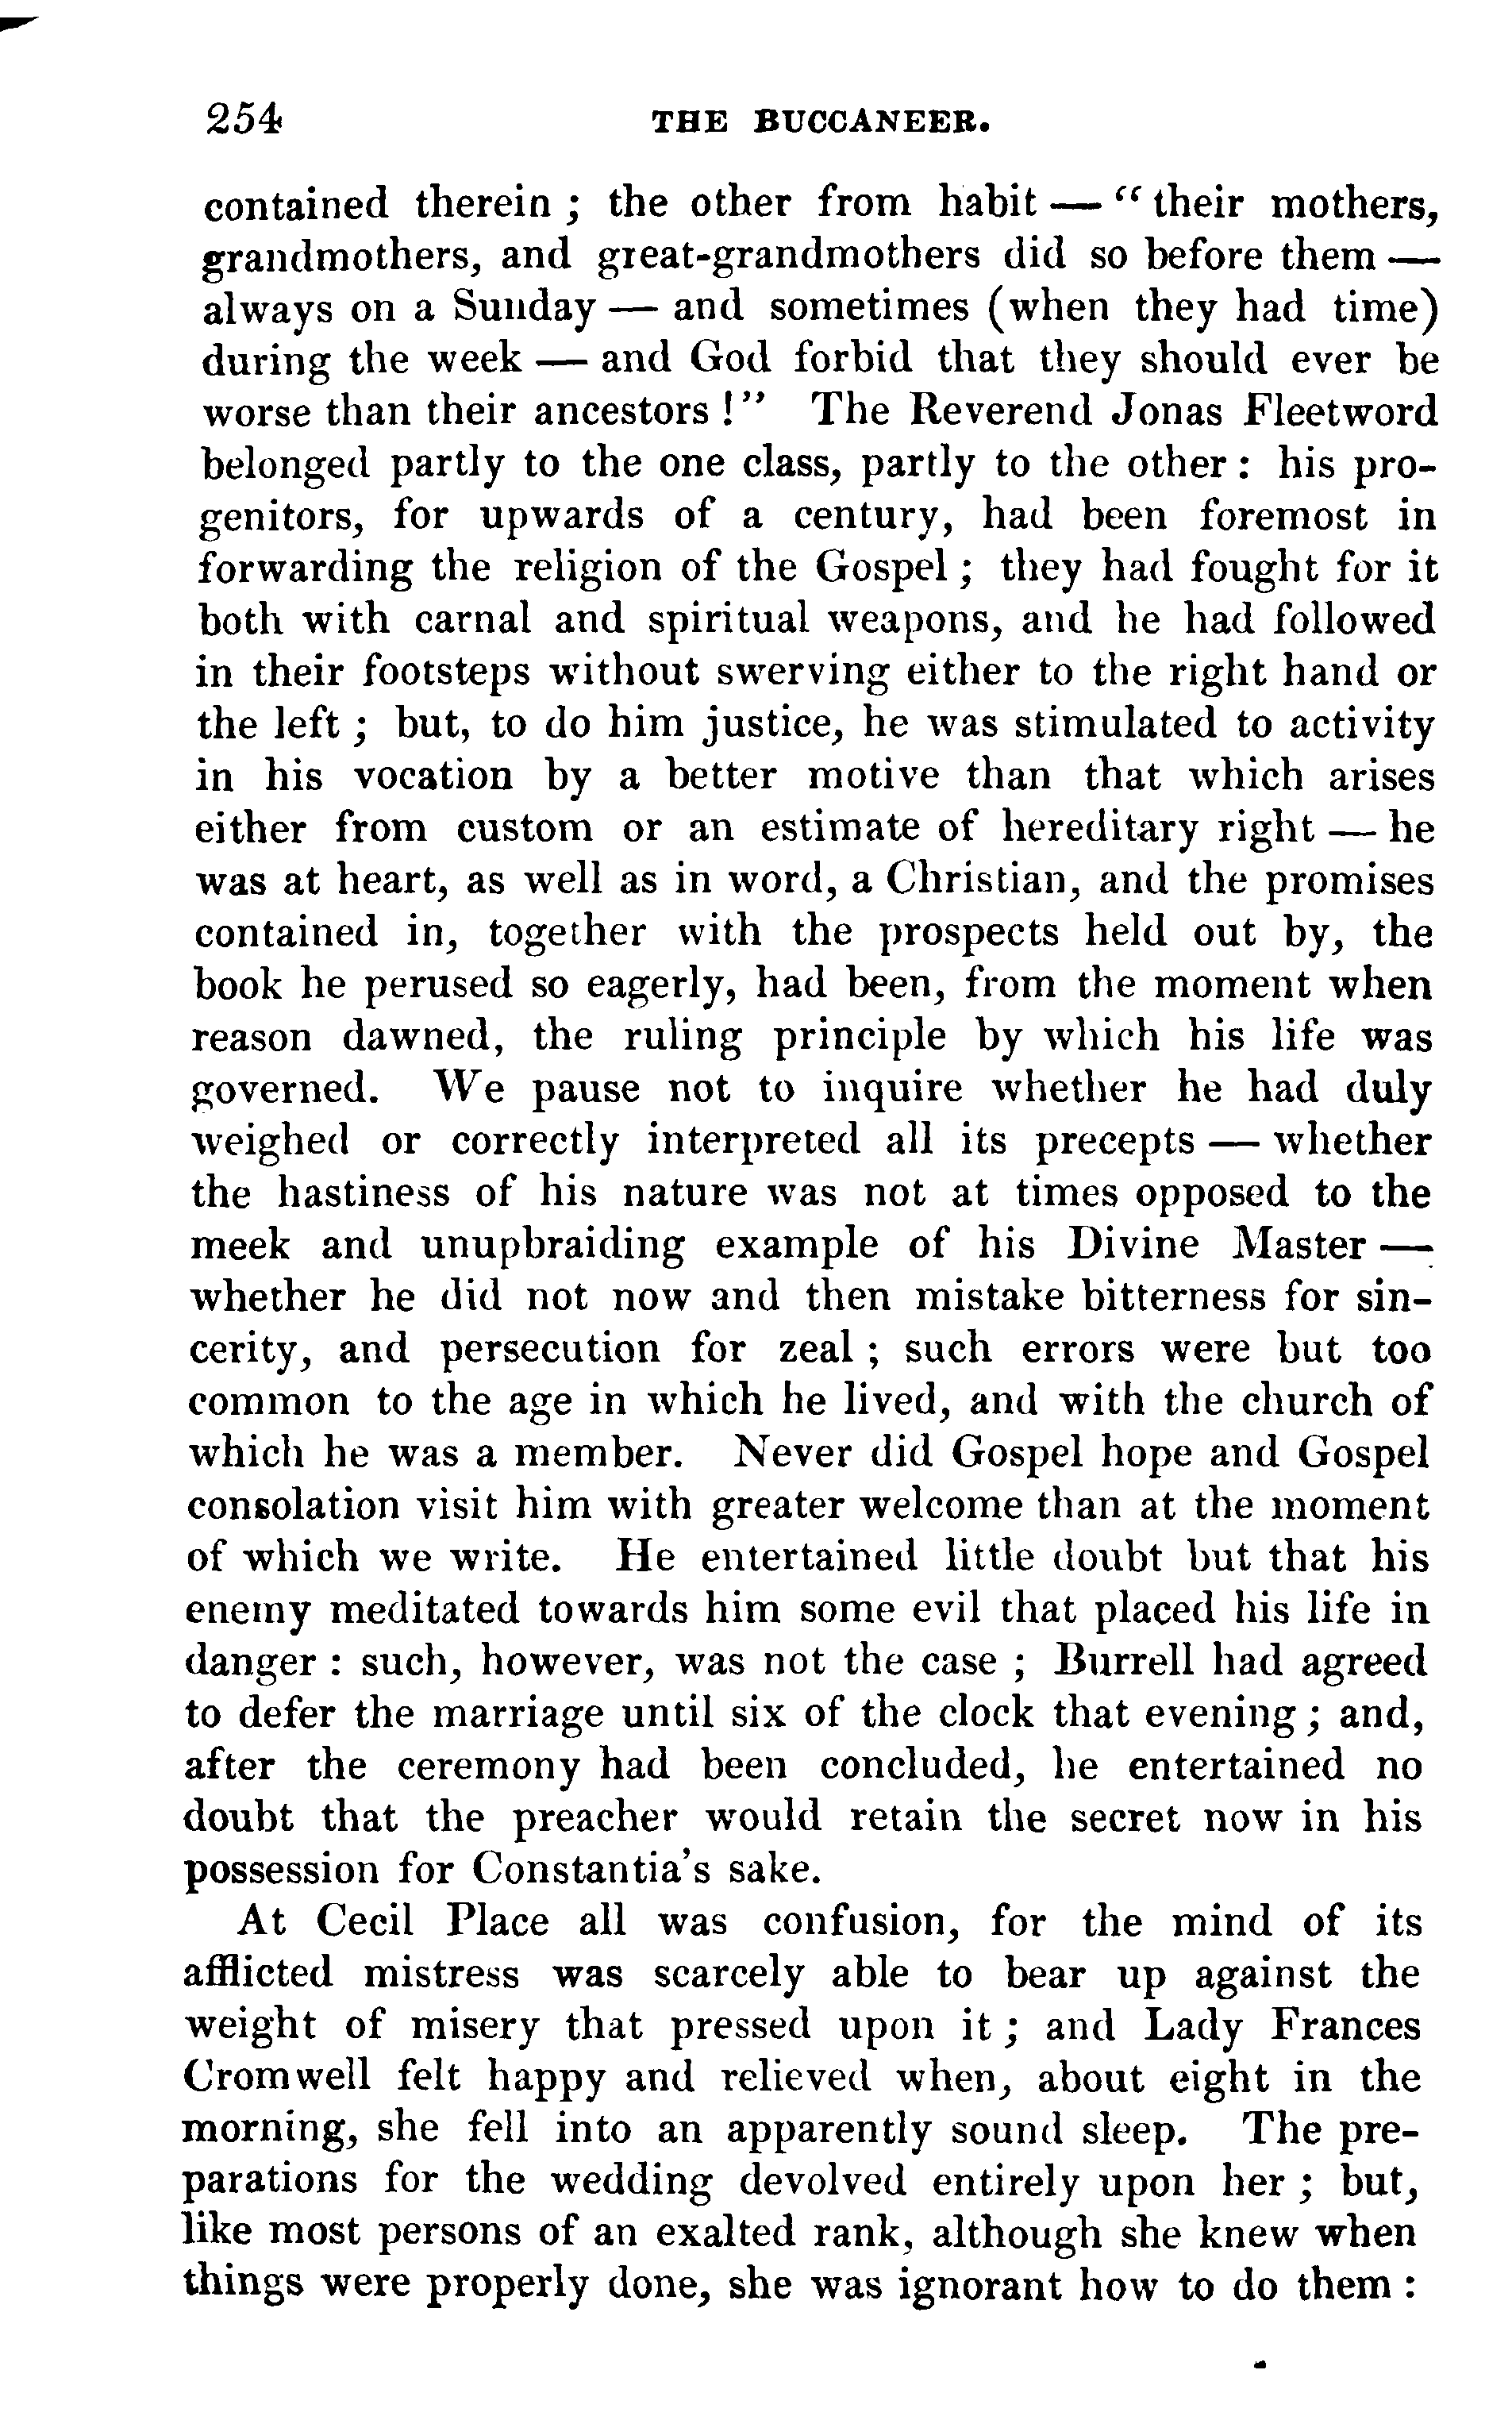 254 THE BUCCANEER.
contained therein ; the other from habit — “ their mothers,
grandmothers, and great-grandmothers did so before them —
always on a Sunday — and sometimes (when they had time)
during the week — and God forbid that they should ever be
worse than their ancestors ! ” The Reverend Jonas Fleetword
belonged partly to the one class, partly to the other : his pro-
genitors, for upwards of a century, had been foremost in
forwarding the religion of the Gospel ; they had fought for it
both with carnal and spiritual weapons, and he had followed
in their footsteps without swerving either to the right hand or
the left ; but, to do him justice, he was stimulated to activity
in his vocation by a better motive than that which arises
either from custom or an estimate of hereditary right — he
was at heart, as well as in word, a Christian, and the promises
contained in, together with the prospects held out by, the
book he perused so eagerly, had been, from the moment when
reason dawned, the ruling principle by which his life was
governed. We pause not to inquire whether he had duly
weighed or correctly interpreted all its precepts — whether
the hastiness of his nature was not at times opposed to the
meek and unupbraiding example of his Divine Master —
whether he did not now and then mistake bitterness for sin-
cerity, and persecution for zeal ; such errors were but too
common to the age in which he lived, and with the church of
which he was a member. Never did Gospel hope and Gospel
consolation visit him with greater welcome than at the moment
of which we write. He entertained little doubt but that his
enemy meditated towards him some evil that placed his life in
danger : such, however, was not the case ; Burrell had agreed
to defer the marriage until six of the clock that evening ; and,
after the ceremony had been concluded, he entertained no
doubt that the preacher would retain the secret now in his
possession for Constantia's sake.
At Cecil Place all was confusion, for the mind of its
afflicted mistress was scarcely able to bear up against the
weight of misery that pressed upon it ; and Lady Frances
Cromwell felt happy and relieved when, about eight in the
morning, she fell into an apparently sound sleep. The pre-
parations for the wedding devolved entirely upon her ; but,
like most persons of an exalted rank, although she knew when
things were properly done, she was ignorant how to do them :